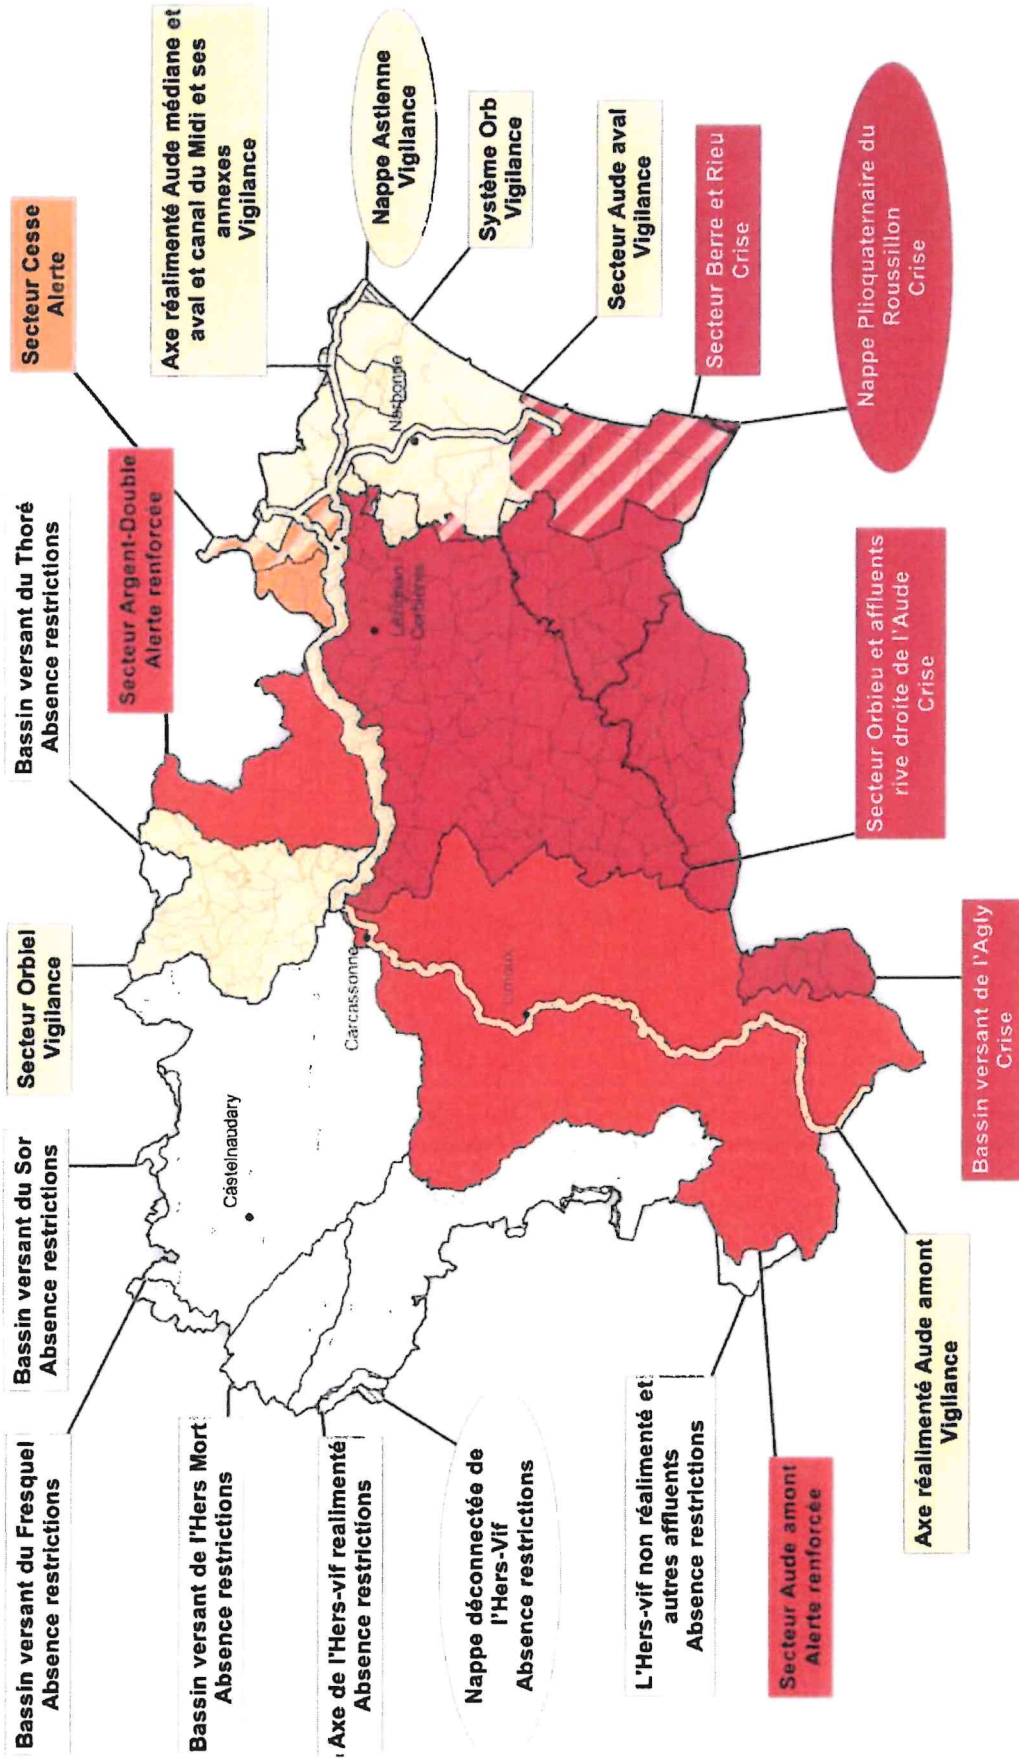 Bassin versant du Fresquel
Absence restrictions
Bassin versant du Sor
Absence restrictions
Secteur Orbiel
Vigilance
Bassin versant du Thoré
Absence restrictions
Secteur Cesse
Alerte
Secteur Argent-Double
Alerte renforcée
Axe réalimenté Aude médiane et
aval et canal du Midi et ses
annexes
Vigilance
Nappe Astienne
Vigilance
Système Orb
Vigilance
Secteur Aude aval
Vigilance
Secteur Berre et Rieu
Crise
Nappe Plioquaternaire du
Roussillon
Crise
Secteur Orbieu et affluents
rive droite de l'Aude
Crise
Bassin versant de l'Agly
Crise
Axe réalimenté Aude amont
Vigilance
Secteur Aude amont
Alerte renforcée
L'Hers-vif non réalimenté et
autres affluents
Absence restrictions
Nappe déconnectée de
l'Hers-Vif
Absence restrictions
Axe de l'Hers-vif realimenté
Absence restrictions
Bassin versant de l'Hers Mort
Absence restrictions
Castelnaudary
Carcassonne
Limoux
Lézignan
Corbières
Narbonne